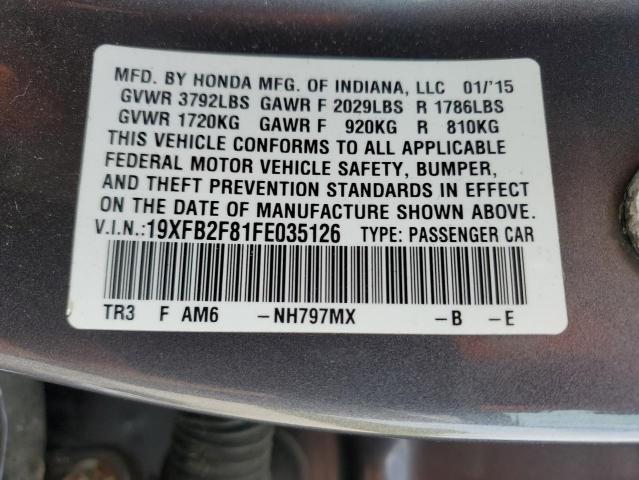 MFD. BY HONDA MFG. OF INDIANA, LLC 01/'15
GVWR 3792LBS GAWR F 2029LBS R 1786LBS
GVWR 1720KG GAWR F 920KG R 810KG
THIS VEHICLE CONFORMS TO ALL APPLICABLE
FEDERAL MOTOR VEHICLE SAFETY, BUMPER,
AND THEFT PREVENTION STANDARDS IN EFFECT
ON THE DATE OF MANUFACTURE SHOWN ABOVE.
V.I.N.:19XFB2F81FE035126 TYPE: PASSENGER CAR
TR3 F AM6 –NH797MX –B –E